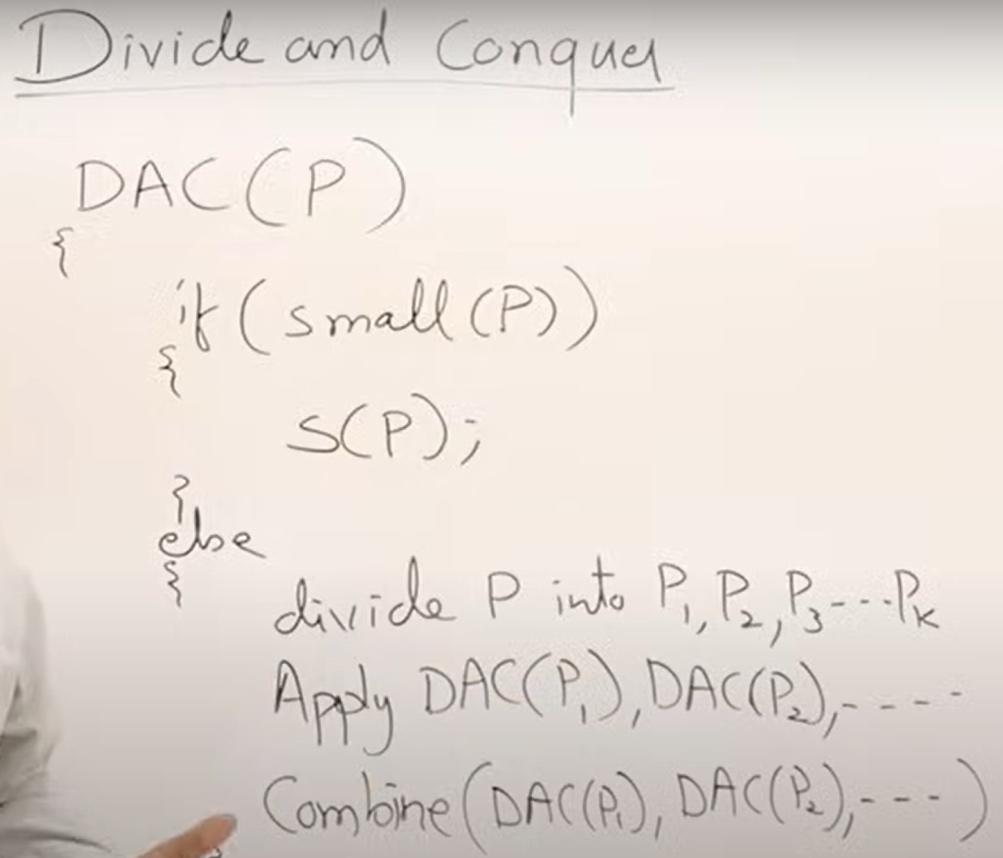 Divide and Conquer
DAC(P)
{
if(small(P))
{
S(P);
}
else
{
divide P into P₁, P₂, P₃---Pₖ
Apply DAC(P₁), DAC(P₂),----
Combine(DAC(P₁), DAC(P₂),---)
}